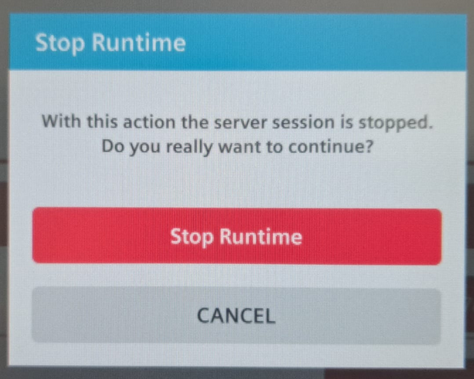 Stop Runtime
With this action the server session is stopped.
Do you really want to continue?
Stop Runtime
CANCEL